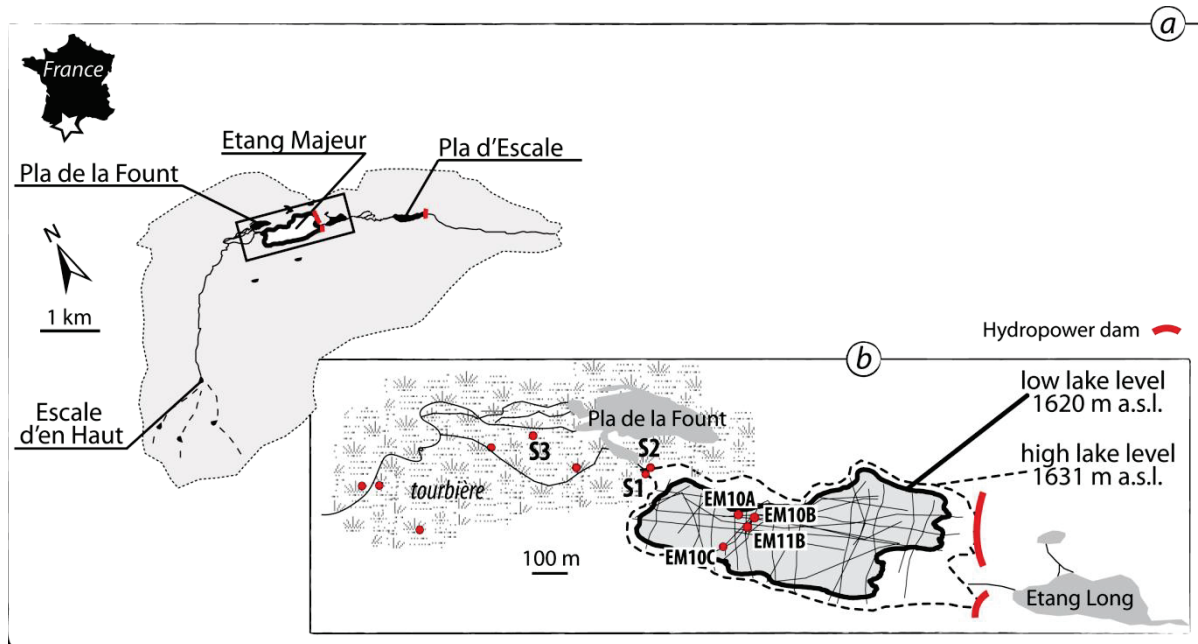 a
France
Etang Majeur
Pla d'Escale
Pla de la Fount
N
1 km
Hydropower dam
b
low lake level
1620 m a.s.l.
Escale
d'en Haut
Pla de la Fount
high lake level
1631 m a.s.l.
S3
S2
S1
tourbière
EM10A
EM10B
EM11B
EM10C
100 m
Etang Long